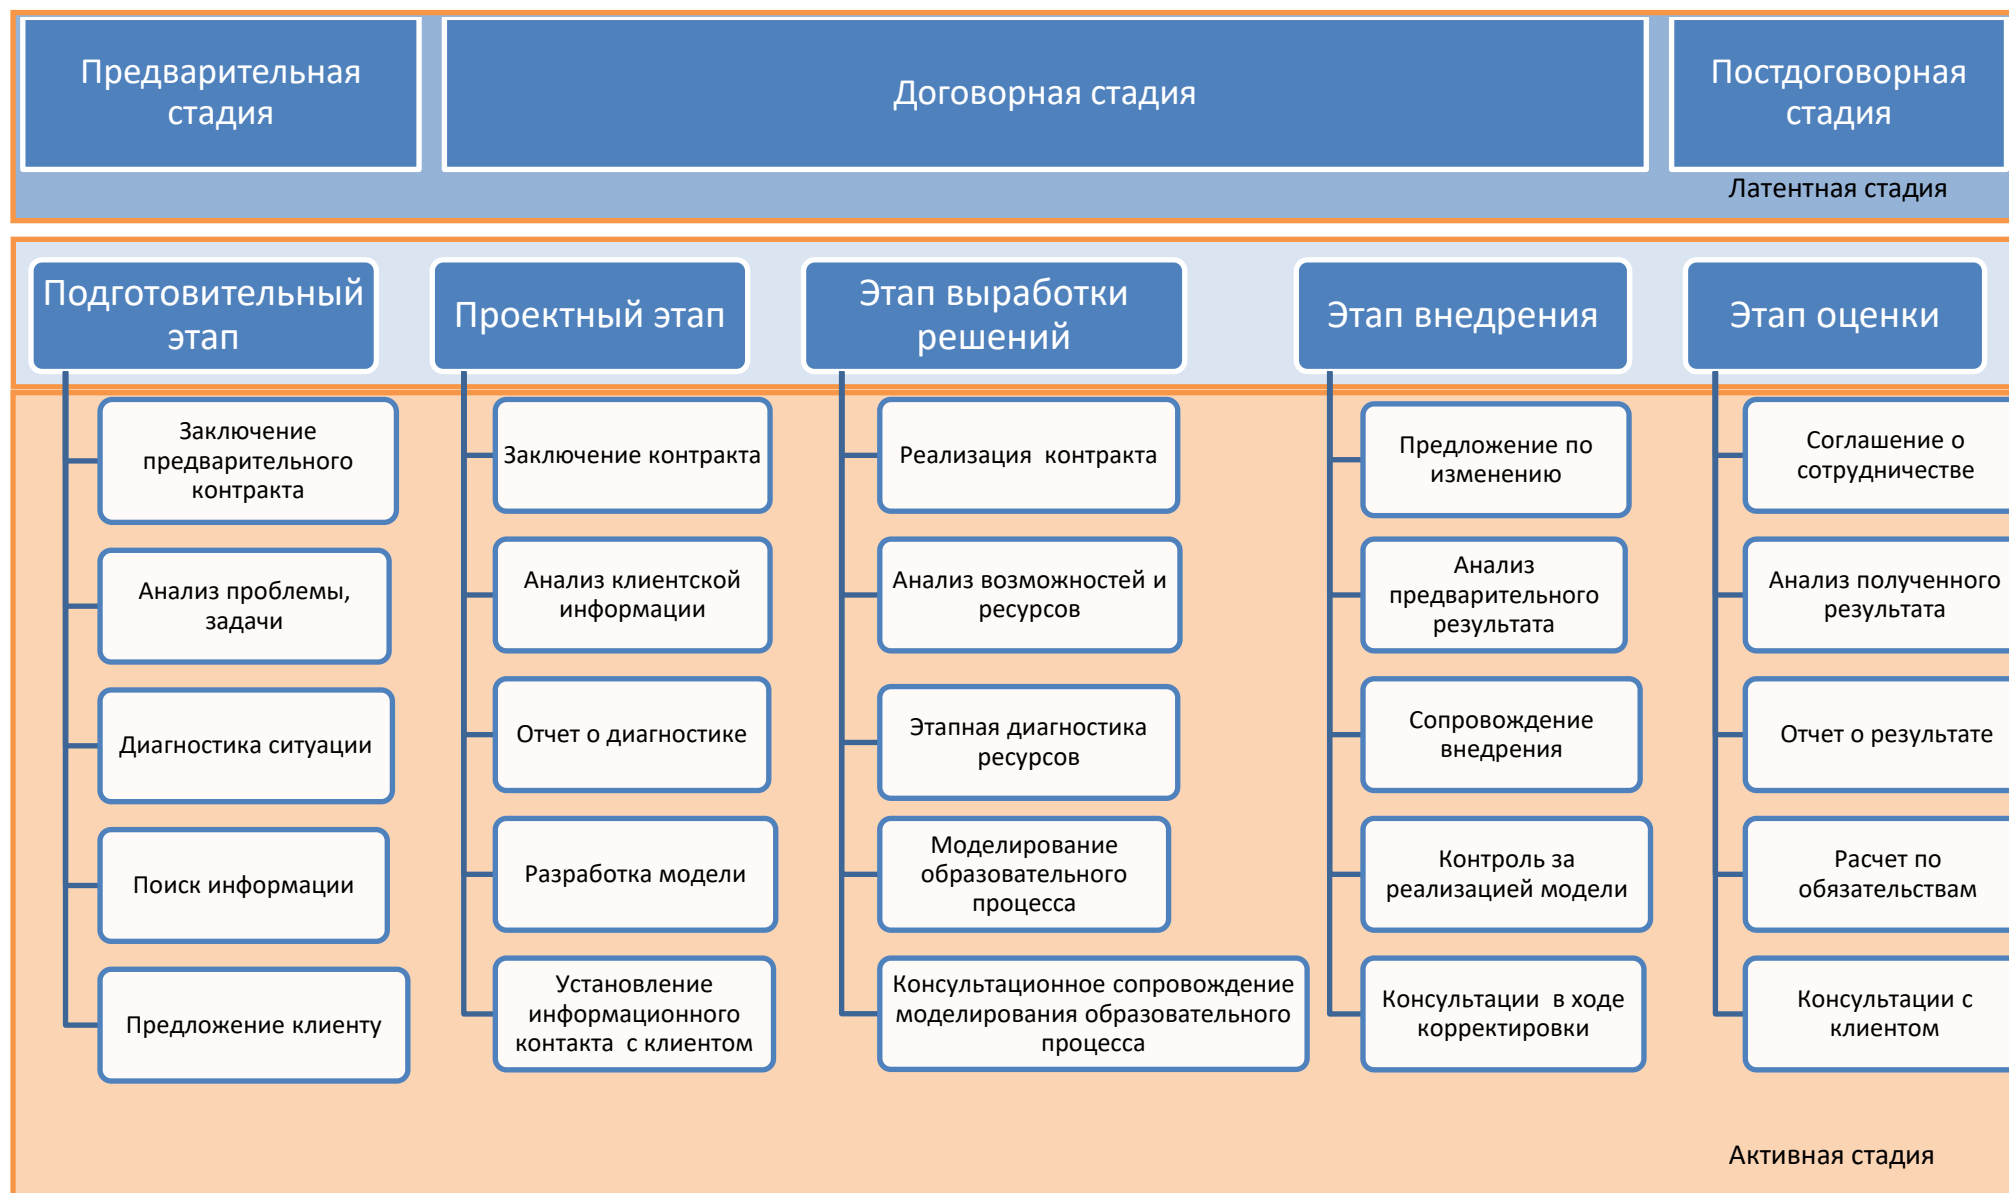 Предварительная
стадия
Договорная стадия
Постдоговорная
стадия
Латентная стадия
Подготовительный
этап
Проектный этап
Этап выработки
решений
Этап внедрения
Этап оценки
Заключение
предварительного
контракта
Анализ проблемы,
задачи
Диагностика ситуации
Поиск информации
Предложение клиенту
Заключение контракта
Анализ клиентской
информации
Отчет о диагностике
Разработка модели
Установление
информационного
контакта с клиентом
Реализация контракта
Анализ возможностей и
ресурсов
Этапная диагностика
ресурсов
Моделирование
образовательного
процесса
Консультационное сопровождение
моделирования образовательного
процесса
Предложение по
изменению
Анализ
предварительного
результата
Сопровождение
внедрения
Контроль за
реализацией модели
Консультации в ходе
корректировки
Соглашение о
сотрудничестве
Анализ полученного
результата
Отчет о результате
Расчет по
обязательствам
Консультации с
клиентом
Активная стадия